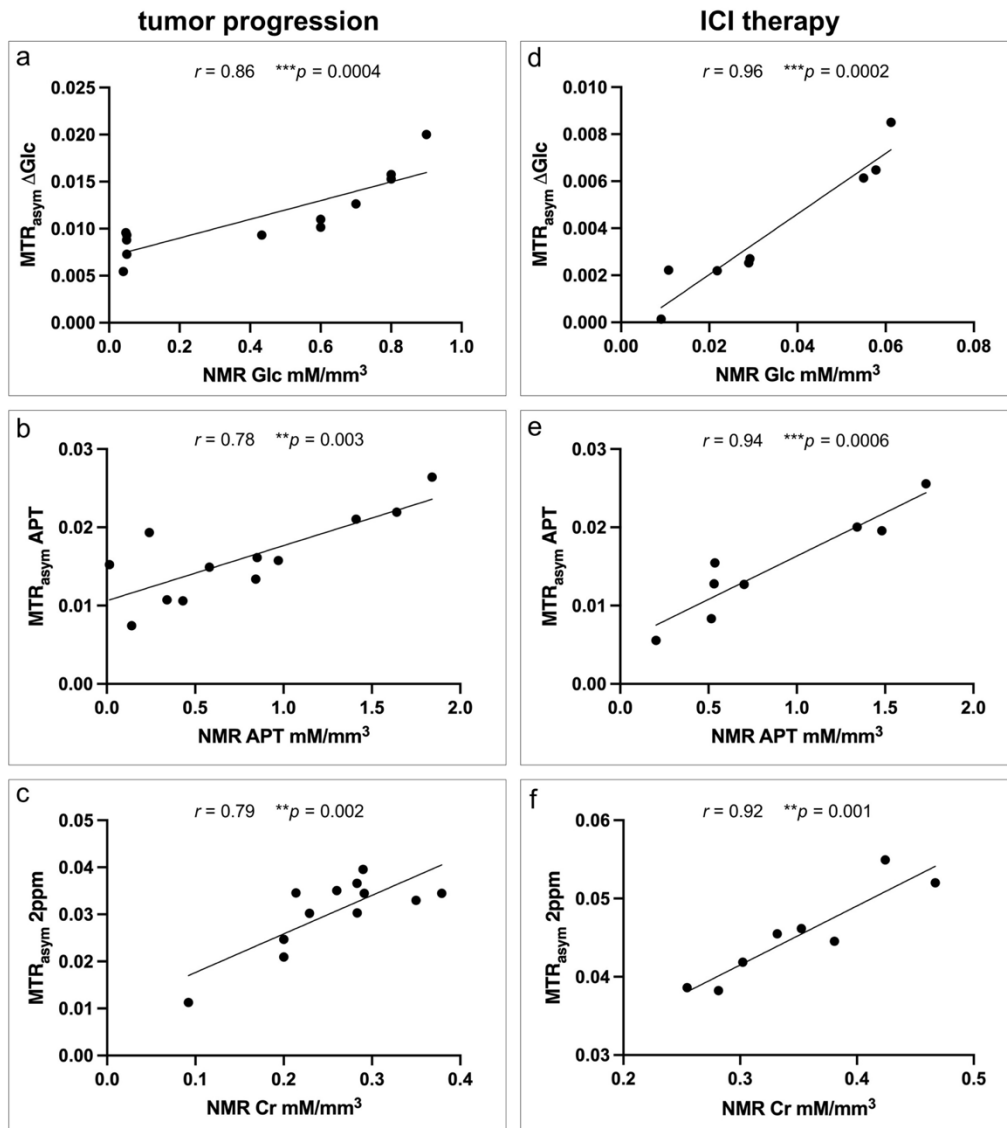 tumor progression
ICI therapy
a
r = 0.86 ***p = 0.0004
0.025
0.020
0.015
0.010
0.005
0.000
MTRasym ΔGlc
0.0 0.2 0.4 0.6 0.8 1.0
NMR Glc mM/mm³
d
r = 0.96 ***p = 0.0002
0.010
0.008
0.006
0.004
0.002
0.000
MTRasym ΔGlc
0.00 0.02 0.04 0.06 0.08
NMR Glc mM/mm³
b
r = 0.78 **p = 0.003
0.03
0.02
0.01
0.00
MTRasym APT
0.0 0.5 1.0 1.5 2.0
NMR APT mM/mm³
e
r = 0.94 ***p = 0.0006
0.03
0.02
0.01
0.00
MTRasym APT
0.0 0.5 1.0 1.5 2.0
NMR APT mM/mm³
c
r = 0.79 **p = 0.002
0.05
0.04
0.03
0.02
0.01
0.00
MTRasym 2ppm
0.0 0.1 0.2 0.3 0.4
NMR Cr mM/mm³
f
r = 0.92 **p = 0.001
0.06
0.05
0.04
0.03
MTRasym 2ppm
0.2 0.3 0.4 0.5
NMR Cr mM/mm³